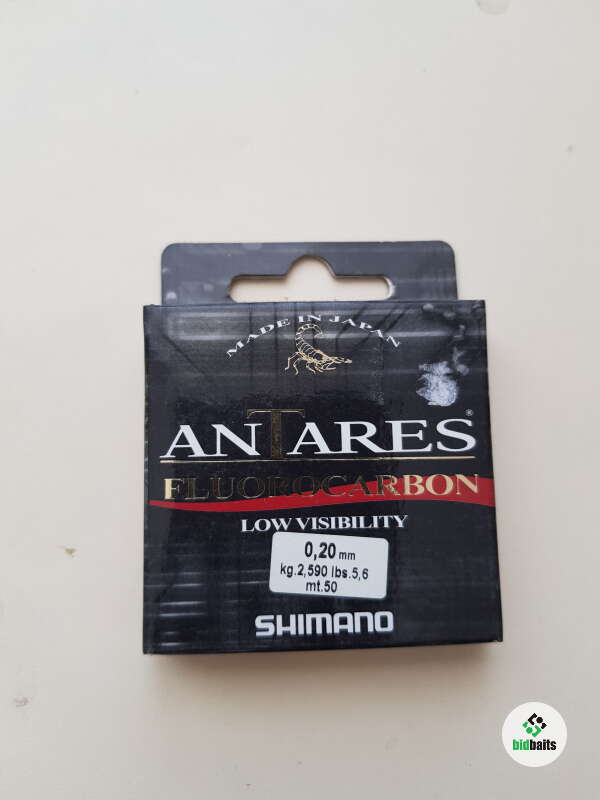 MADE IN JAPAN
ANTARES®
FLUOROCARBON
LOW VISIBILITY
0,20 mm
kg.2,590 lbs.5,6
mt.50
SHIMANO
bidbaits